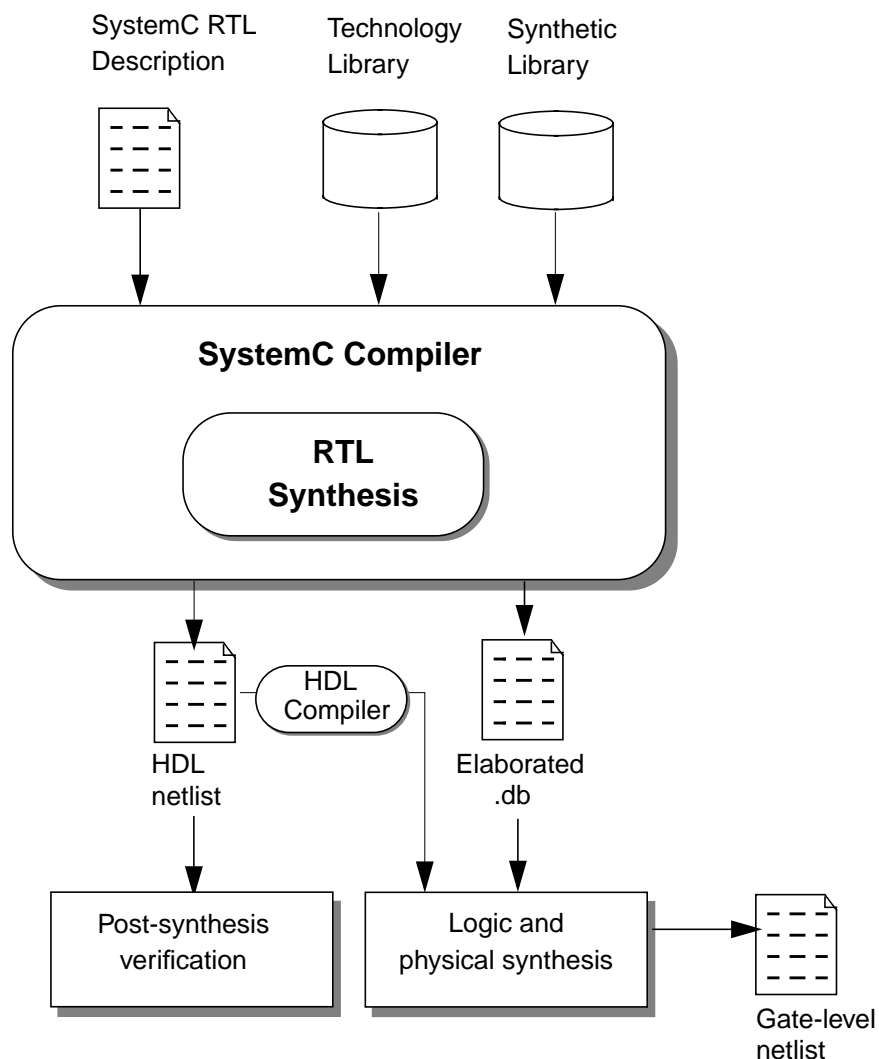 SystemC RTL
Description
Technology
Library
Synthetic
Library
SystemC Compiler
RTL
Synthesis
HDL
Compiler
HDL
netlist
Elaborated
.db
Post-synthesis
verification
Logic and
physical synthesis
Gate-level
netlist